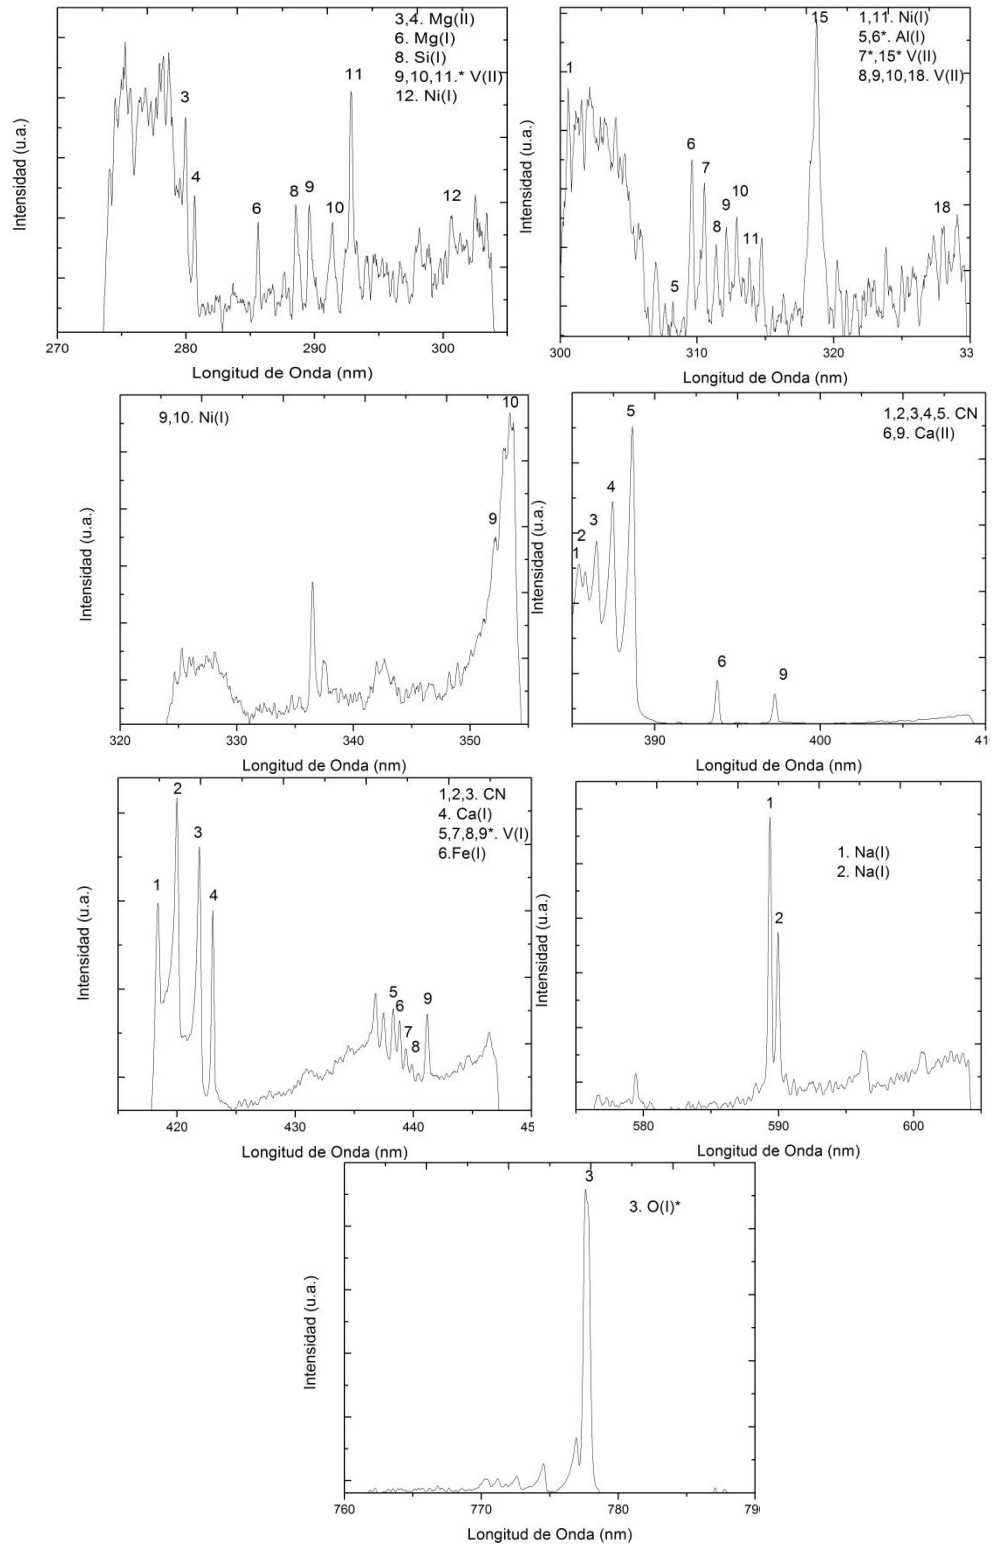 3,4. Mg(II)
6. Mg(I)
8. Si(I)
9,10,11.* V(II)
12. Ni(I)
3
4
6
8
9
10
11
12
Intensidad (u.a.)
270 280 290 300
Longitud de Onda (nm)
1,11. Ni(I)
5,6*. Al(I)
7*,15* V(II)
8,9,10,18. V(II)
1
5
6
7
8
9
10
11
15
18
Intensidad (u.a.)
300 310 320 33
Longitud de Onda (nm)
9,10. Ni(I)
9
10
Intensidad (u.a.)
320 330 340 350
Longitud de Onda (nm)
1,2,3,4,5. CN
6,9. Ca(II)
1
2
3
4
5
6
9
Intensidad (u.a.)
390 400 410
Longitud de Onda (nm)
1,2,3. CN
4. Ca(I)
5,7,8,9*. V(I)
6.Fe(I)
1
2
3
4
5
6
7
8
9
Intensidad (u.a.)
420 430 440 45
Longitud de Onda (nm)
1. Na(I)
2. Na(I)
1
2
Intensidad (u.a.)
580 590 600
Longitud de Onda (nm)
3
3. O(I)*
Intensidad (u.a.)
760 770 780 790
Longitud de Onda (nm)